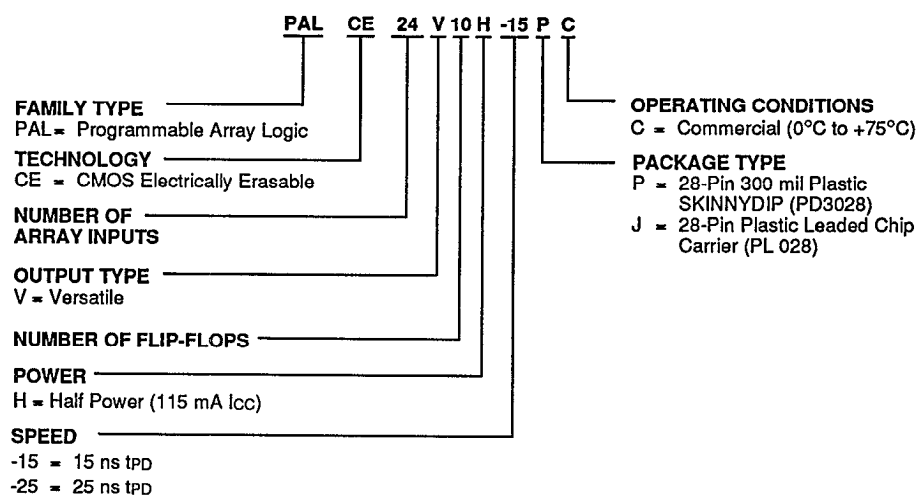 PAL CE 24 V 10 H -15 P C
FAMILY TYPE
PAL= Programmable Array Logic
TECHNOLOGY
CE = CMOS Electrically Erasable
NUMBER OF
ARRAY INPUTS
OUTPUT TYPE
V = Versatile
NUMBER OF FLIP-FLOPS
POWER
H = Half Power (115 mA ICC)
SPEED
-15 = 15 ns tPD
-25 = 25 ns tPD
OPERATING CONDITIONS
C = Commercial (0°C to +75°C)
PACKAGE TYPE
P = 28-Pin 300 mil Plastic
SKINNYDIP (PD3028)
J = 28-Pin Plastic Leaded Chip
Carrier (PL 028)